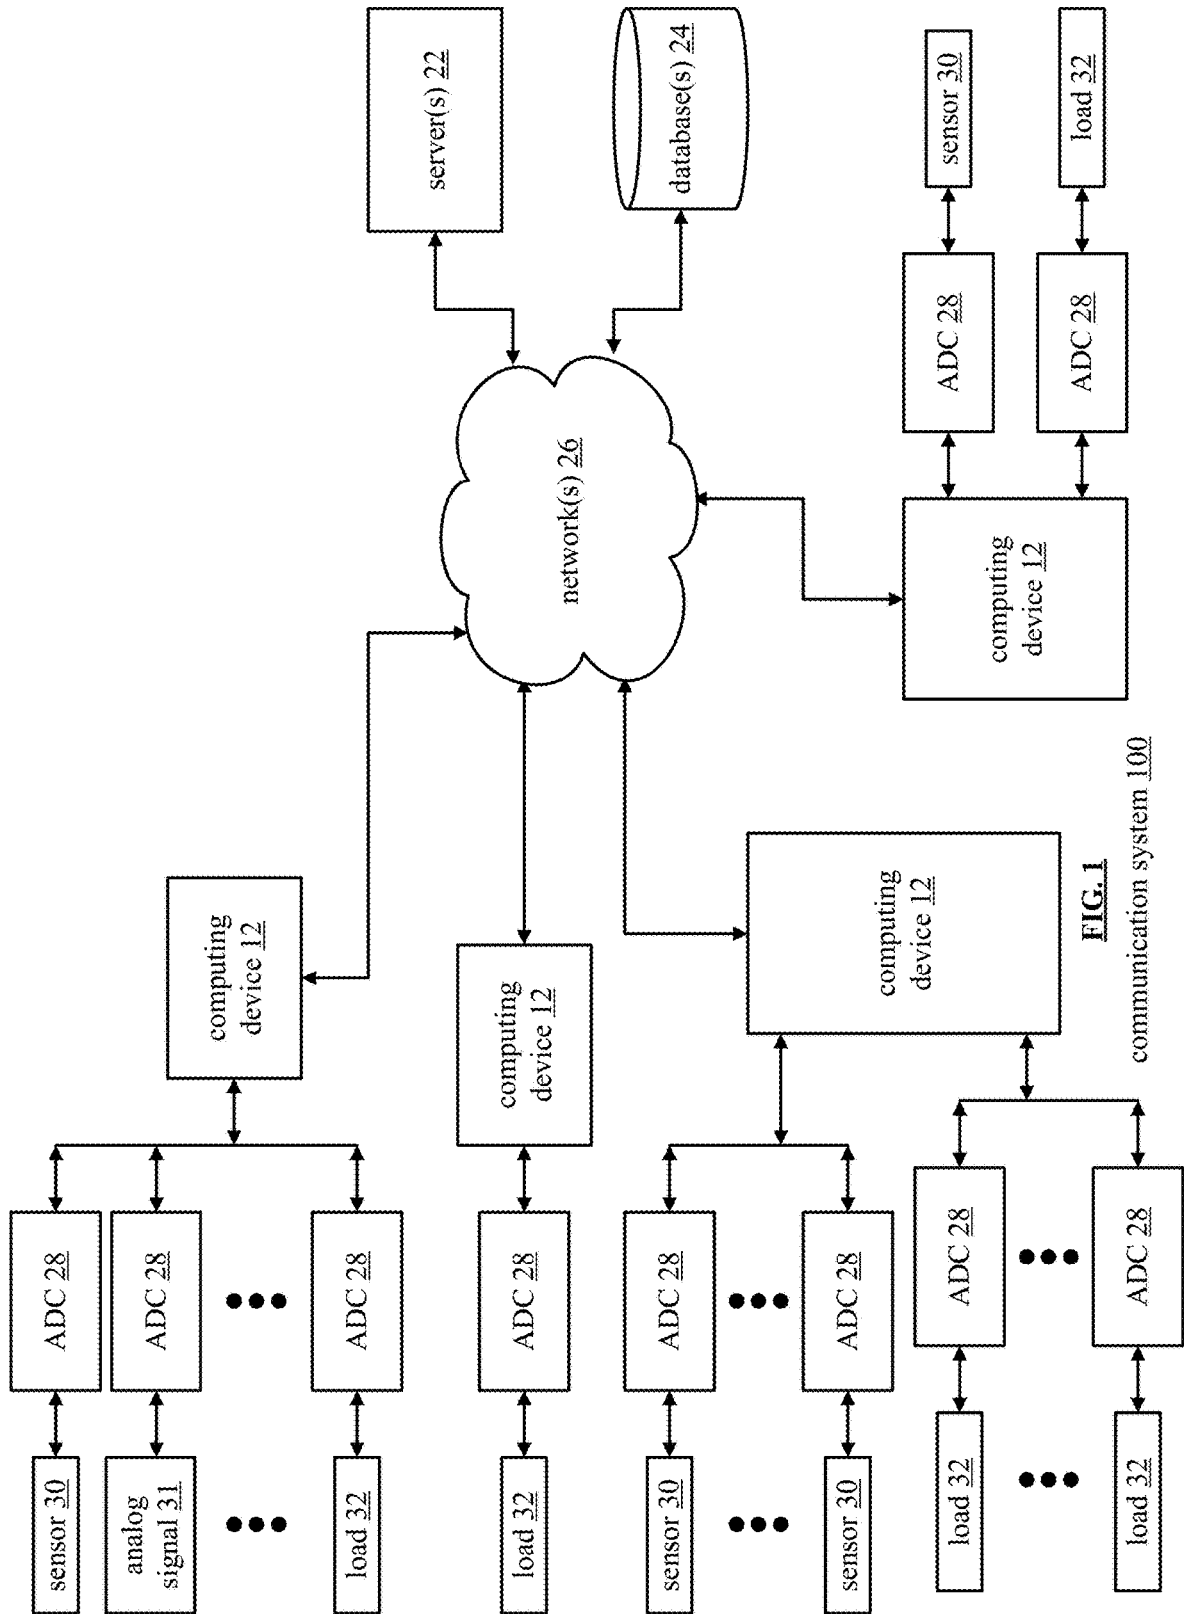 sensor 30
ADC 28
analog
signal 31
ADC 28
computing
device 12
load 32
ADC 28
server(s) 22
load 32
ADC 28
computing
device 12
network(s) 26
sensor 30
ADC 28
database(s) 24
sensor 30
ADC 28
computing
device 12
load 32
ADC 28
load 32
ADC 28
computing
device 12
ADC 28
sensor 30
ADC 28
load 32
FIG. 1
communication system 100